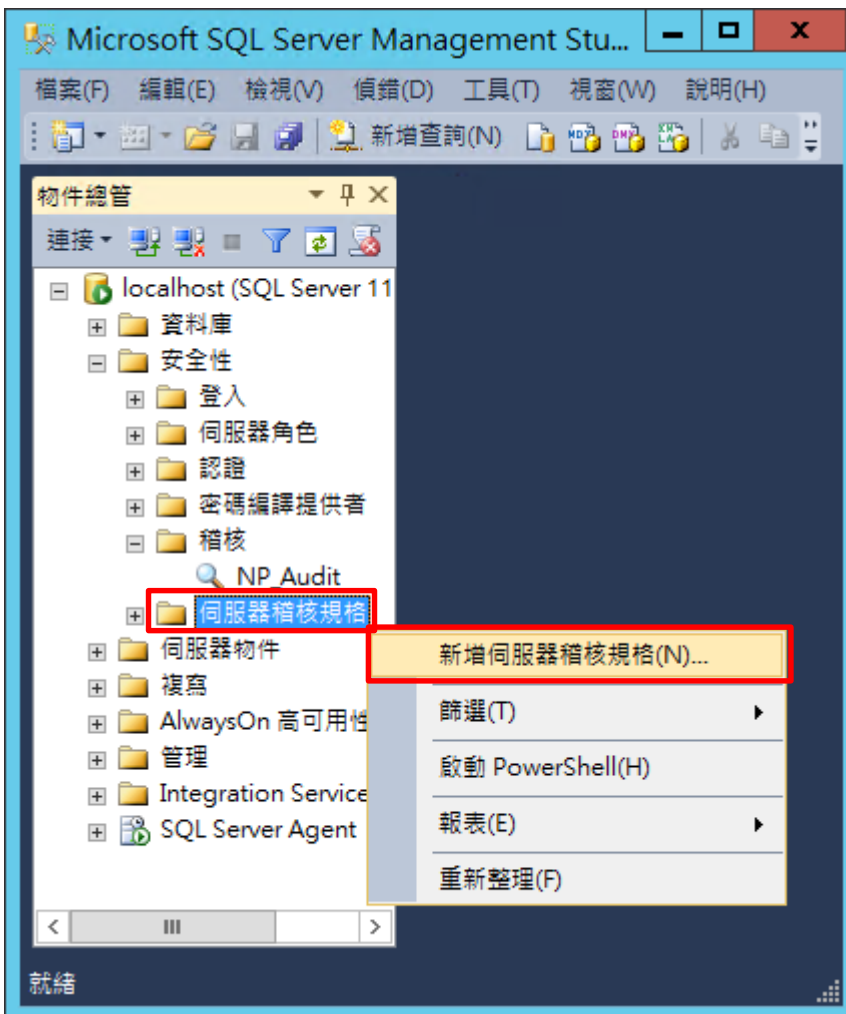 Microsoft SQL Server Management Stu...
檔案(F) 編輯(E) 檢視(V) 偵錯(D) 工具(T) 視窗(W) 說明(H)
新增查詢(N)
物件總管
連接
localhost (SQL Server 11
資料庫
安全性
登入
伺服器角色
認證
密碼編譯提供者
稽核
NP_Audit
伺服器稽核規格
新增伺服器稽核規格(N)...
伺服器物件
複寫
篩選(T)
AlwaysOn 高可用性
管理
啟動 PowerShell(H)
Integration Service
報表(E)
SQL Server Agent
重新整理(F)
就緒